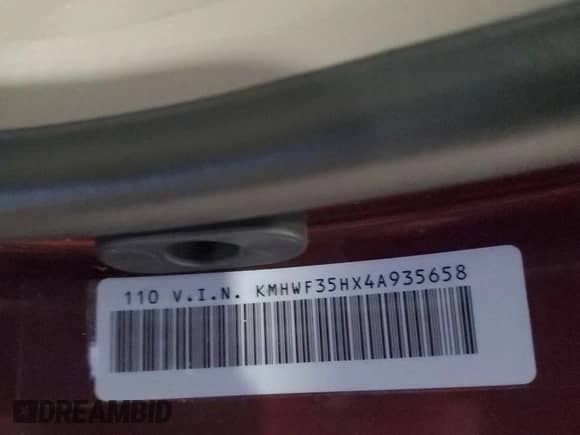 110 V.I.N. KMHWF35HX4A935658
DREAMBID